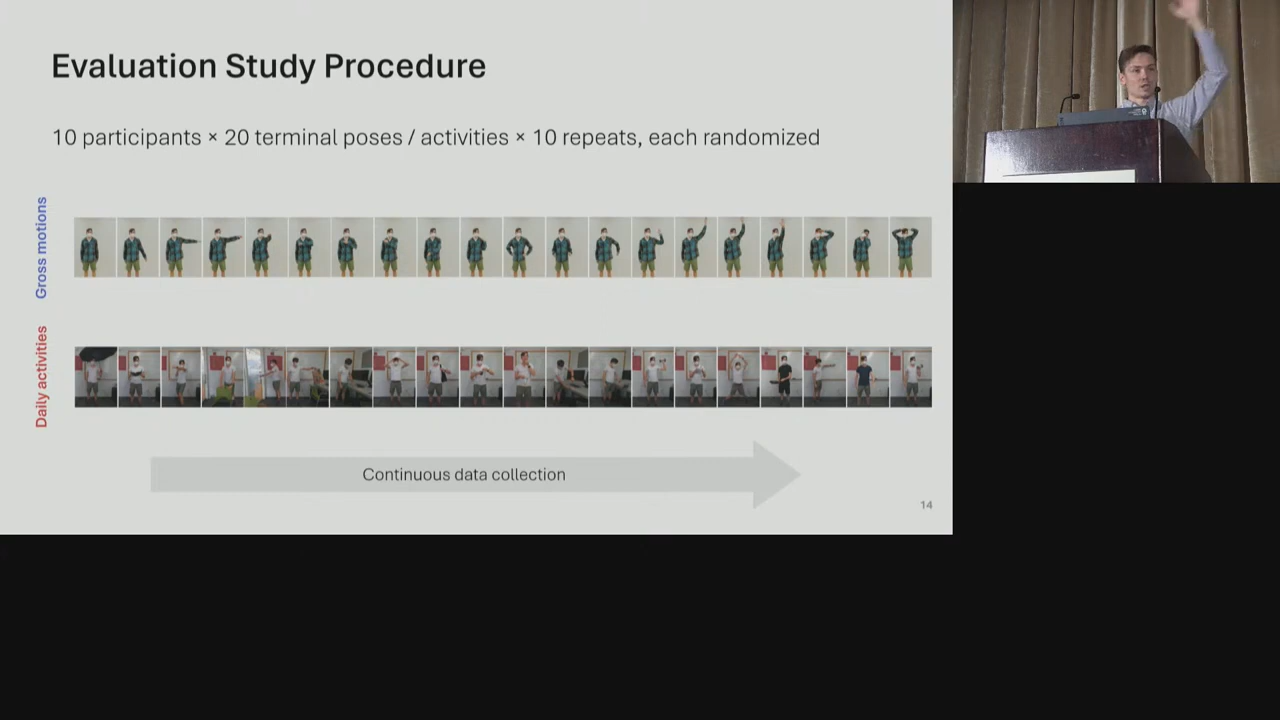 Evaluation Study Procedure
10 participants × 20 terminal poses / activities × 10 repeats, each randomized
Gross motions
Daily activities
Continuous data collection
14